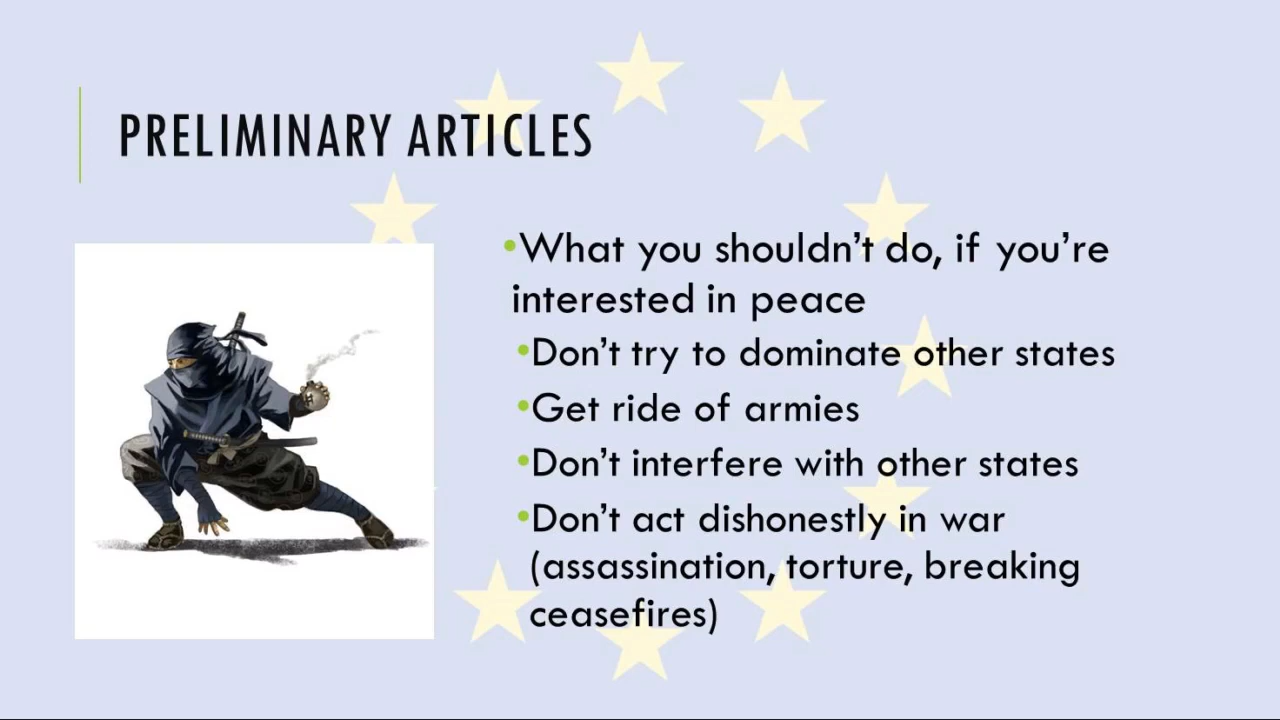 PRELIMINARY ARTICLES
•What you shouldn't do, if you're
interested in peace
•Don't try to dominate other states
•Get ride of armies
•Don't interfere with other states
•Don't act dishonestly in war
(assassination, torture, breaking
ceasefires)